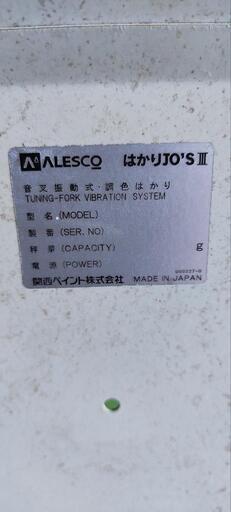 ALESCO はかりJO'S III
音叉振動式・調色はかり
TUNING-FORK VIBRATION SYSTEM
型名(MODEL)
製番(SER.NO)
秤量(CAPACITY) g
電源(POWER)
関西ペイント株式会社 MADE IN JAPAN